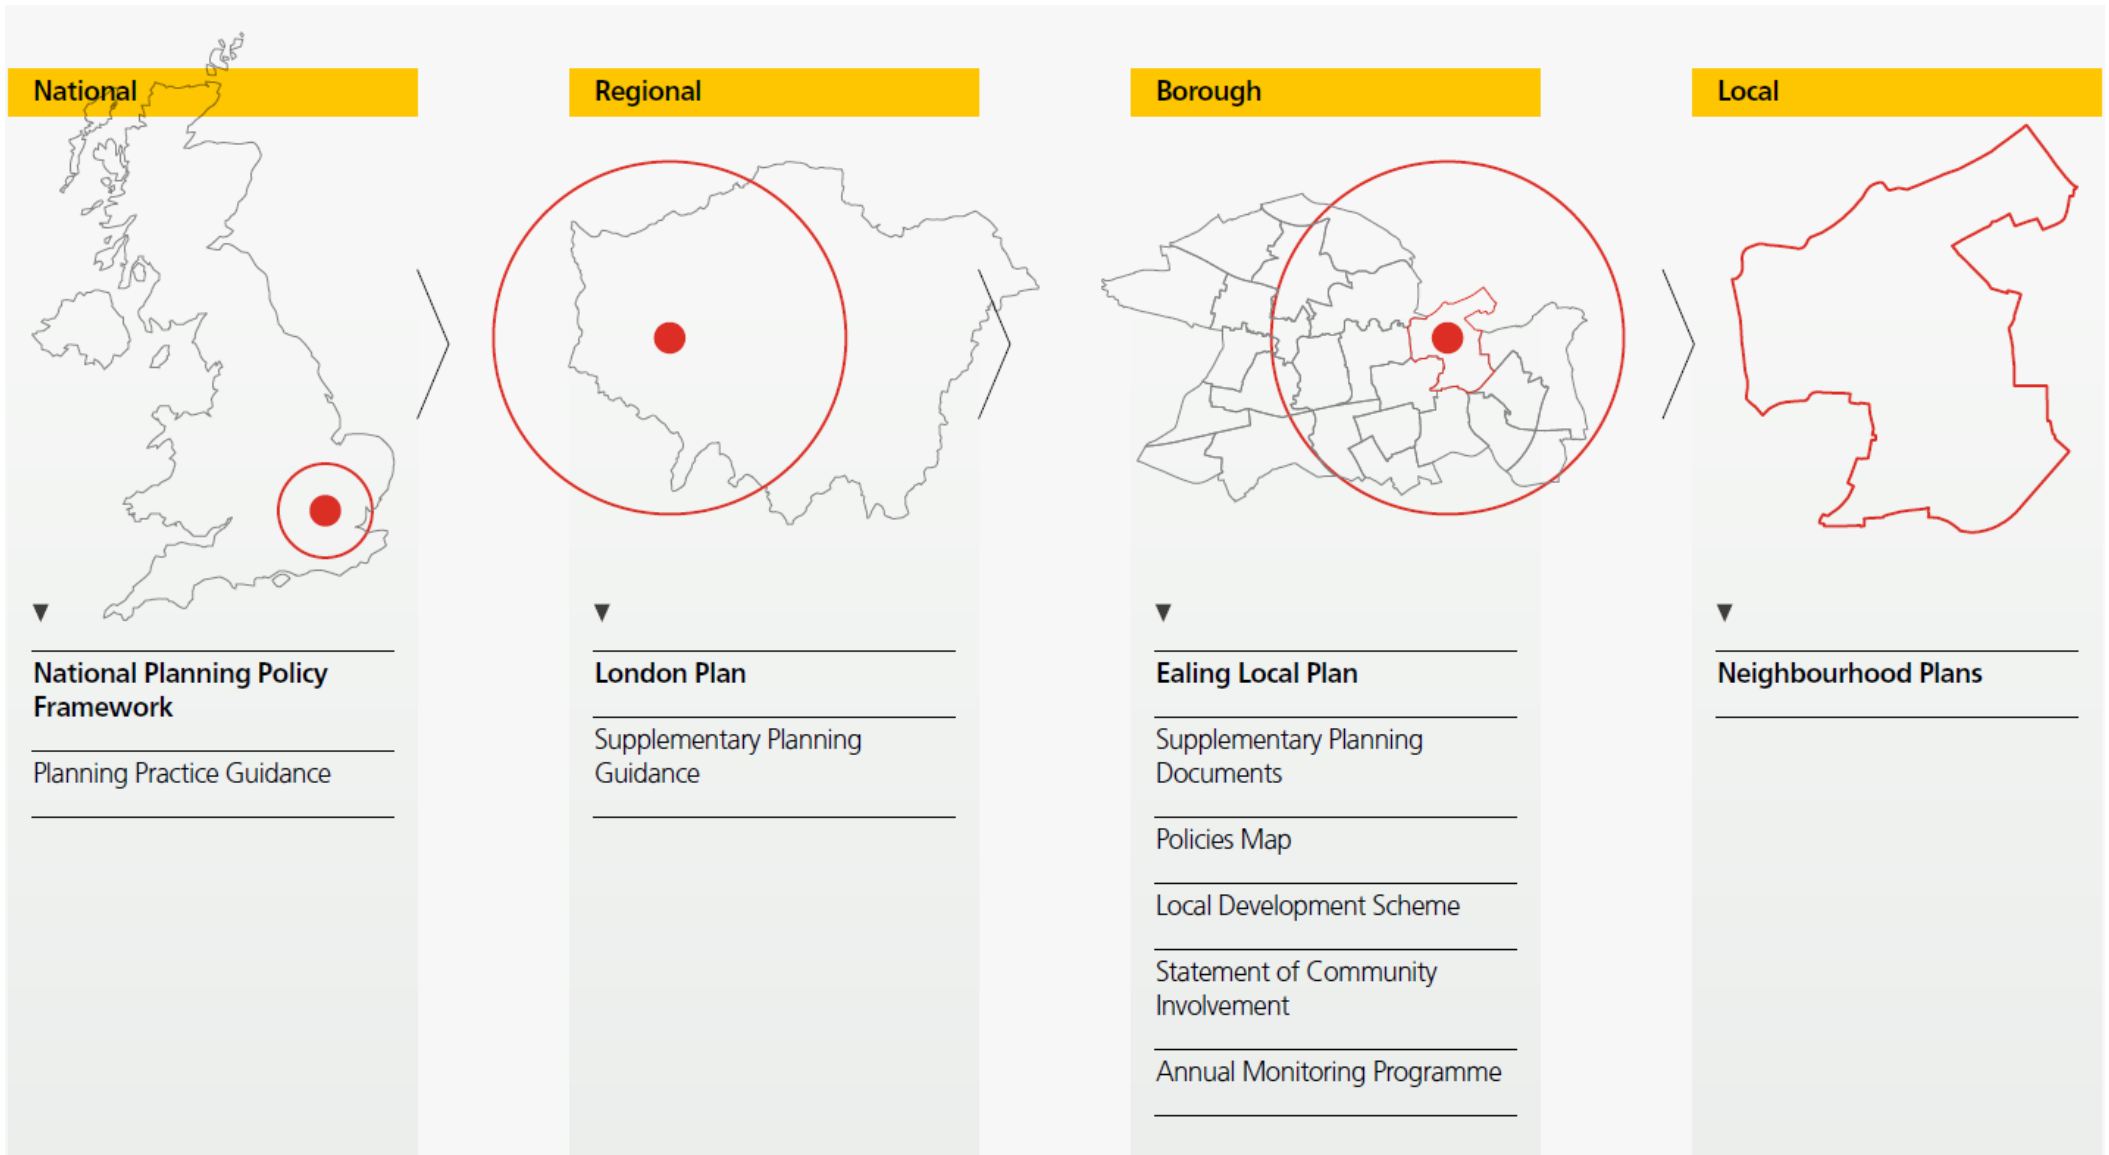 National
Regional
Borough
Local
National Planning Policy
Framework
Planning Practice Guidance
London Plan
Supplementary Planning
Guidance
Ealing Local Plan
Supplementary Planning
Documents
Policies Map
Local Development Scheme
Statement of Community
Involvement
Annual Monitoring Programme
Neighbourhood Plans